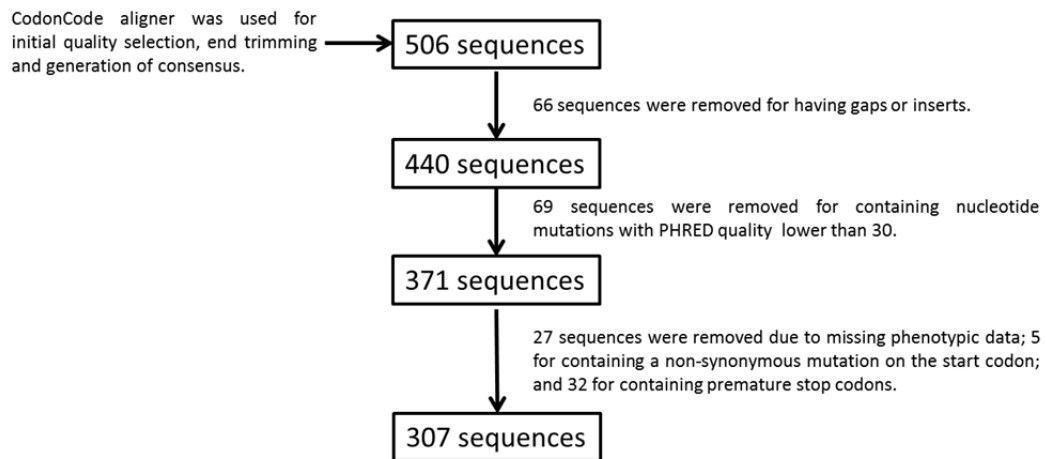 CodonCode aligner was used for
initial quality selection, end trimming
and generation of consensus.
506 sequences
66 sequences were removed for having gaps or inserts.
440 sequences
69 sequences were removed for containing nucleotide
mutations with PHRED quality lower than 30.
371 sequences
27 sequences were removed due to missing phenotypic data; 5
for containing a non-synonymous mutation on the start codon;
and 32 for containing premature stop codons.
307 sequences